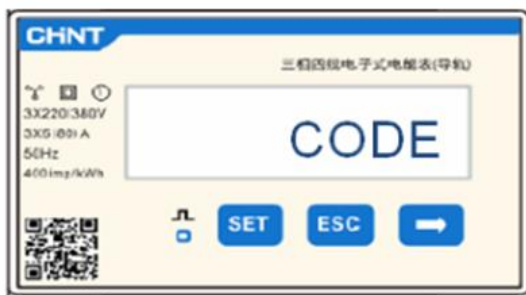 CHNT
三相四线电子式电能表(导轨)
3X220/380V
3X5(80)A
50Hz
400imp/kWh
CODE
SET
ESC